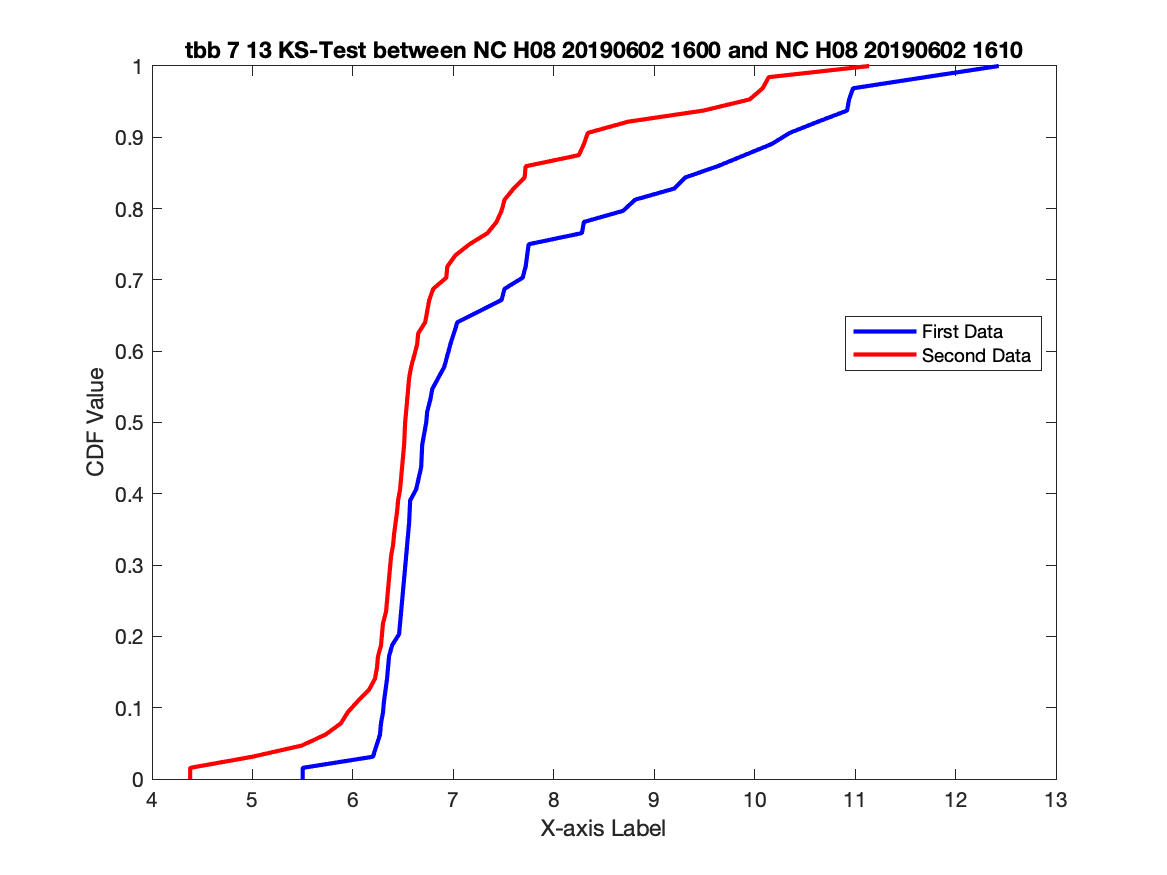 tbb 7 13 KS-Test between NC H08 20190602 1600 and NC H08 20190602 1610
1
0.9
0.8
0.7
0.6
0.5
0.4
0.3
0.2
0.1
0
CDF Value
First Data
Second Data
4 5 6 7 8 9 10 11 12 13
X-axis Label